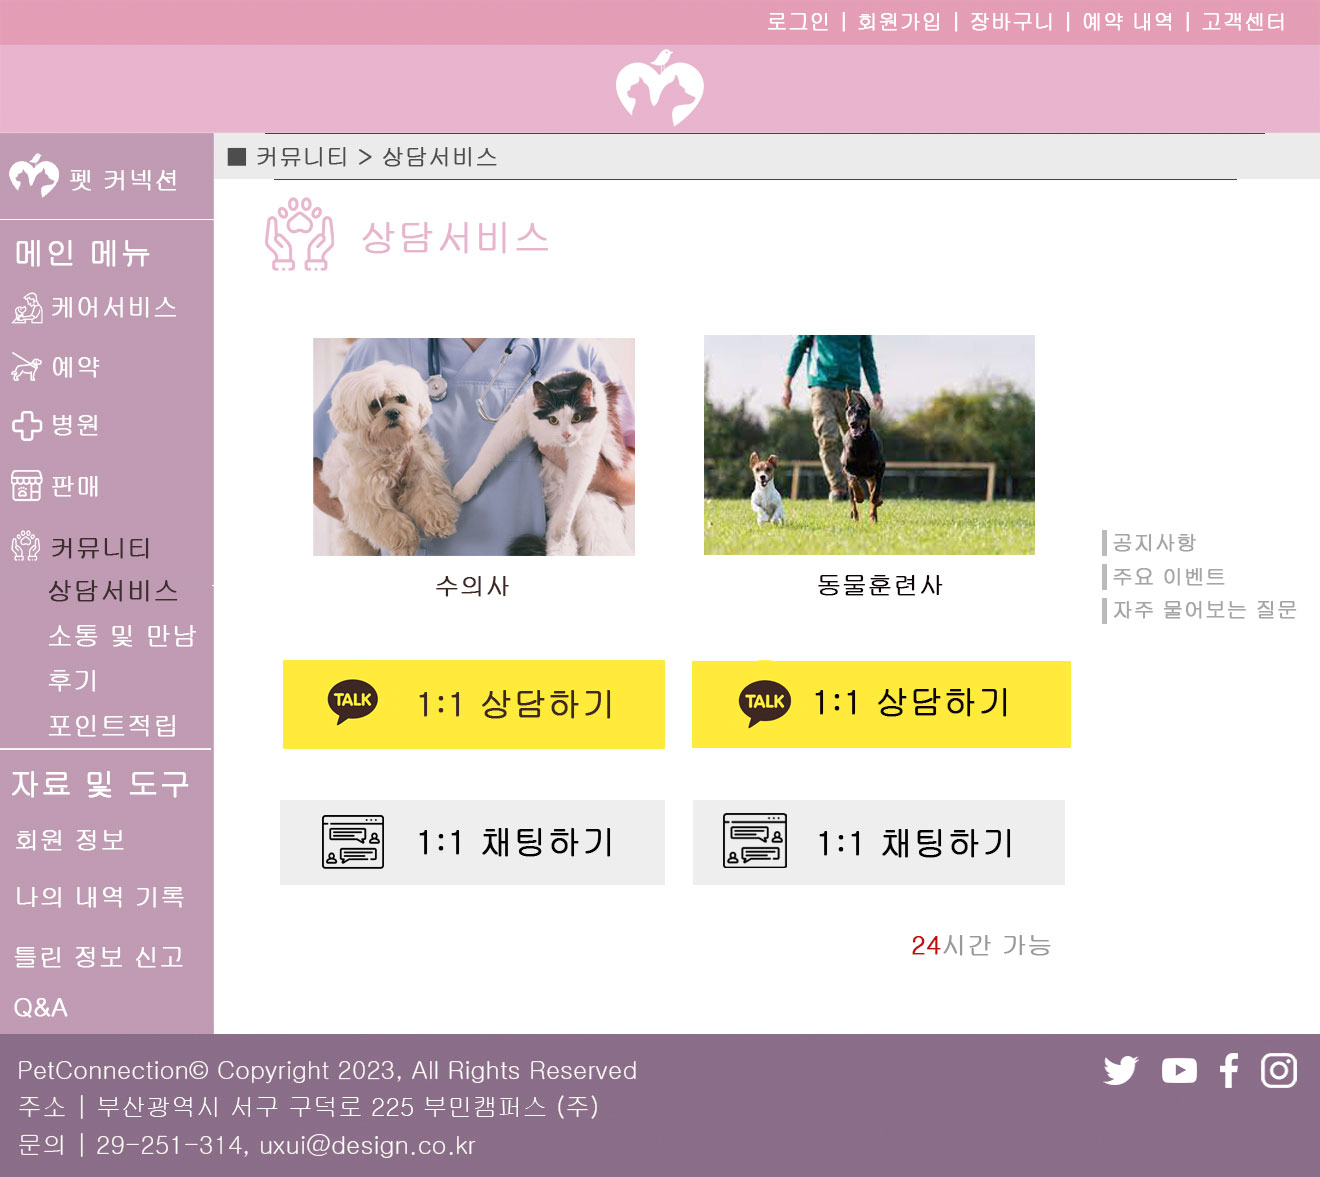 로그인 | 회원가입 | 장바구니 | 예약 내역 | 고객센터
펫 커넥션
■ 커뮤니티 > 상담서비스
상담서비스
메인 메뉴
케어서비스
예약
병원
판매
커뮤니티
상담서비스
소통 및 만남
후기
포인트적립
자료 및 도구
회원 정보
나의 내역 기록
틀린 정보 신고
Q&A
수의사
동물훈련사
TALK 1:1 상담하기
TALK 1:1 상담하기
1:1 채팅하기
1:1 채팅하기
24시간 가능
공지사항
주요 이벤트
자주 물어보는 질문
PetConnection© Copyright 2023, All Rights Reserved
주소 | 부산광역시 서구 구덕로 225 부민캠퍼스 (주)
문의 | 29-251-314, uxui@design.co.kr